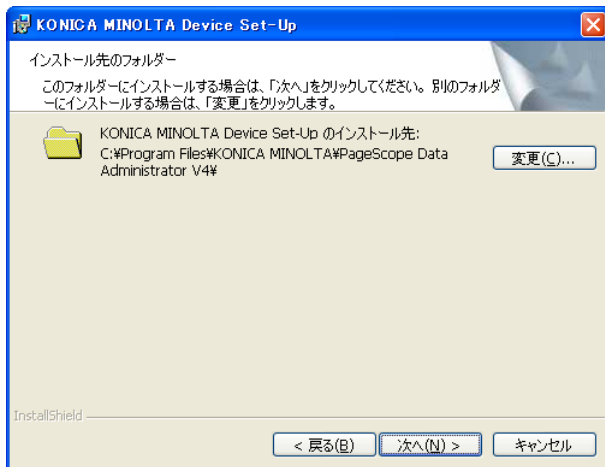 KONICA MINOLTA Device Set-Up
インストール先のフォルダー
このフォルダーにインストールする場合は、「次へ」をクリックしてください。別のフォルダ
ーにインストールする場合は、「変更」をクリックします。
KONICA MINOLTA Device Set-Up のインストール先:
C:¥Program Files¥KONICA MINOLTA¥PageScope Data
Administrator V4¥
変更(C)...
InstallShield
< 戻る(B)
次へ(N) >
キャンセル